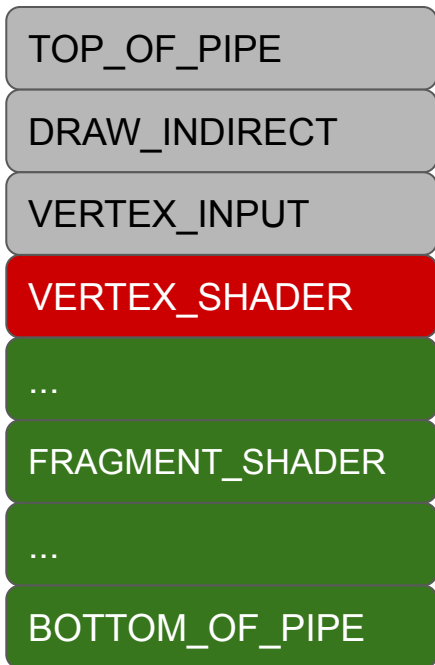 TOP_OF_PIPE
DRAW_INDIRECT
VERTEX_INPUT
VERTEX_SHADER
...
FRAGMENT_SHADER
...
BOTTOM_OF_PIPE